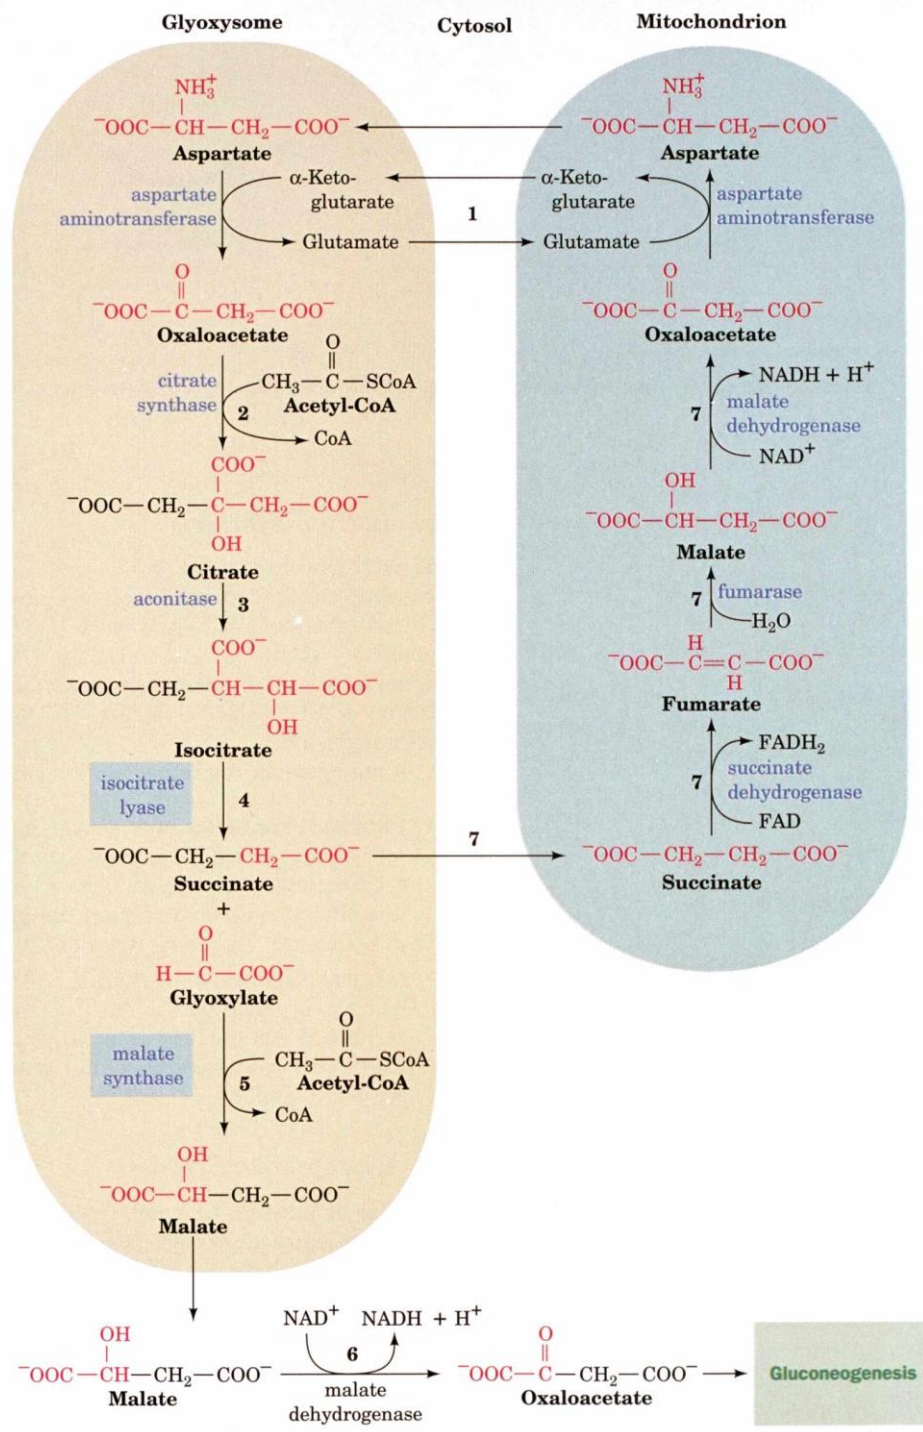 Glyoxysome
Cytosol
Mitochondrion
NH₃⁺
⁻OOC—CH—CH₂—COO⁻
Aspartate
NH₃⁺
⁻OOC—CH—CH₂—COO⁻
Aspartate
aspartate
aminotransferase
α-Keto-
glutarate
Glutamate
1
α-Keto-
glutarate
Glutamate
aspartate
aminotransferase
O
⁻OOC—C—CH₂—COO⁻
Oxaloacetate
O
⁻OOC—C—CH₂—COO⁻
Oxaloacetate
citrate
synthase
2
O
CH₃—C—SCoA
Acetyl-CoA
CoA
NADH + H⁺
7
malate
dehydrogenase
NAD⁺
COO⁻
⁻OOC—CH₂—C—CH₂—COO⁻
OH
Citrate
OH
⁻OOC—CH—CH₂—COO⁻
Malate
aconitase
3
7
fumarase
H₂O
COO⁻
⁻OOC—CH₂—CH—CH—COO⁻
OH
Isocitrate
H
⁻OOC—C=C—COO⁻
H
Fumarate
isocitrate
lyase
4
FADH₂
7
succinate
dehydrogenase
FAD
⁻OOC—CH₂—CH₂—COO⁻
Succinate
7
⁻OOC—CH₂—CH₂—COO⁻
Succinate
+
O
H—C—COO⁻
Glyoxylate
malate
synthase
5
O
CH₃—C—SCoA
Acetyl-CoA
CoA
OH
⁻OOC—CH—CH₂—COO⁻
Malate
OH
⁻OOC—CH—CH₂—COO⁻
Malate
NAD⁺
NADH + H⁺
6
malate
dehydrogenase
O
⁻OOC—C—CH₂—COO⁻
Oxaloacetate
Gluconeogenesis